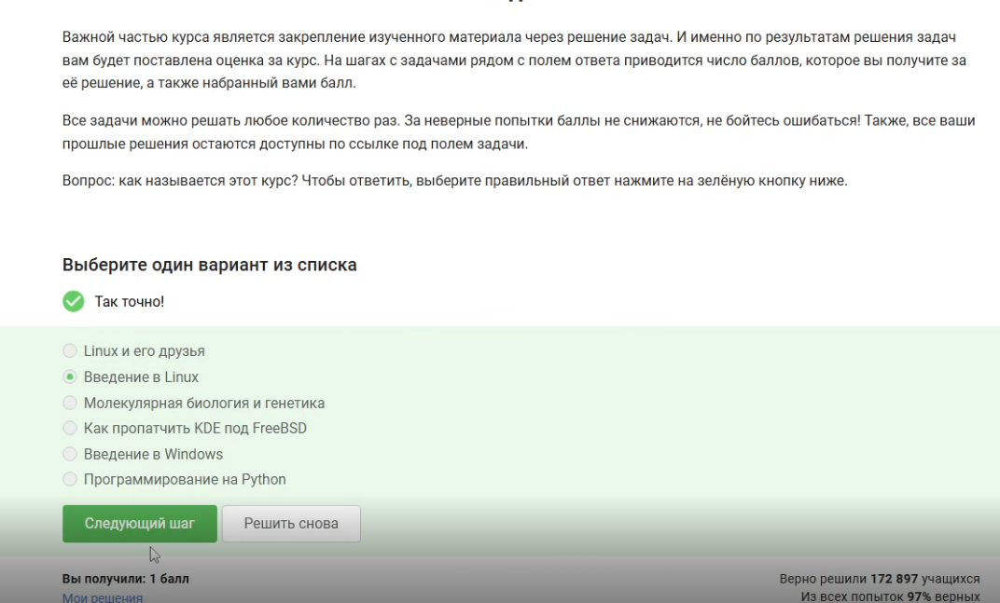 Важной частью курса является закрепление изученного материала через решение задач. И именно по результатам решения задач
вам будет поставлена оценка за курс. На шагах с задачами рядом с полем ответа приводится число баллов, которое вы получите за
её решение, а также набранный вами балл.
Все задачи можно решать любое количество раз. За неверные попытки баллы не снижаются, не бойтесь ошибаться! Также, все ваши
прошлые решения остаются доступны по ссылке под полем задачи.
Вопрос: как называется этот курс? Чтобы ответить, выберите правильный ответ нажмите на зелёную кнопку ниже.
Выберите один вариант из списка
Так точно!
Linux и его друзья
Введение в Linux
Молекулярная биология и генетика
Как пропатчить KDE под FreeBSD
Введение в Windows
Программирование на Python
Следующий шаг Решить снова
Вы получили: 1 балл Верно решили 172 897 учащихся
Мои решения Из всех попыток 97% верных